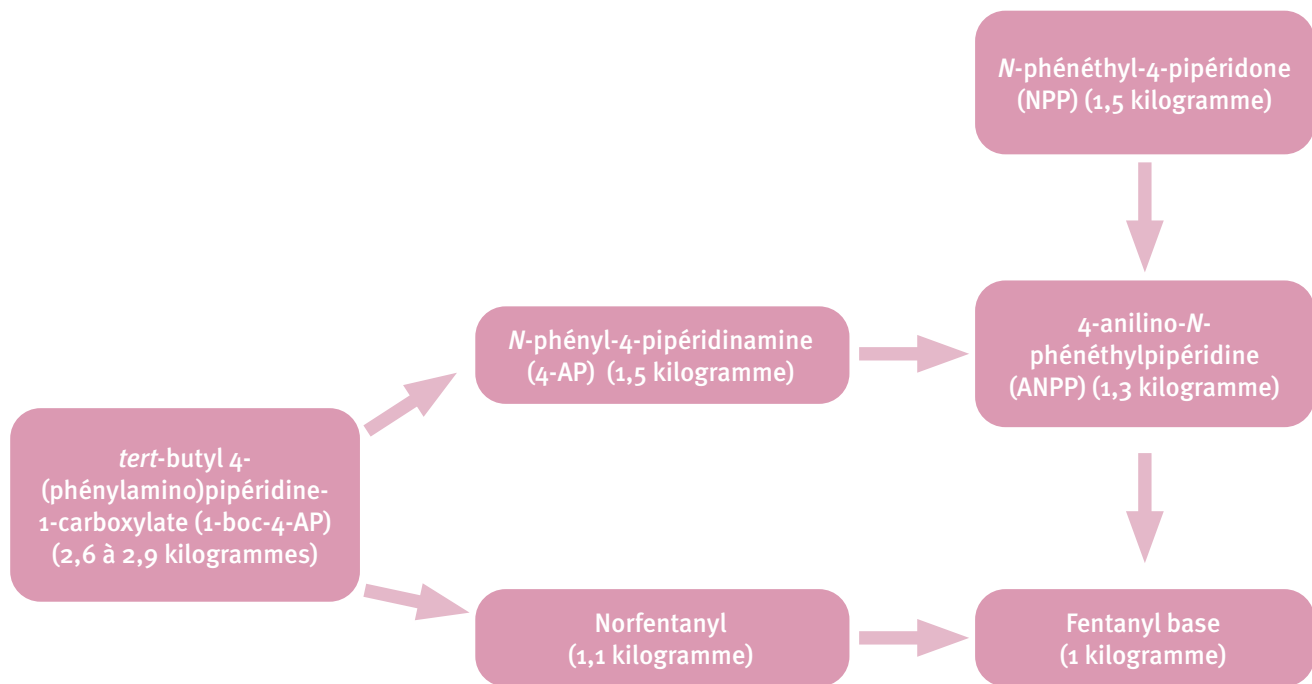 N-phénéthyl-4-pipéridone
(NPP) (1,5 kilogramme)
N-phényl-4-pipéridinamine
(4-AP) (1,5 kilogramme)
4-anilino-N-
phénéthylpipéridine
(ANPP) (1,3 kilogramme)
tert-butyl 4-
(phénylamino)pipéridine-
1-carboxylate (1-boc-4-AP)
(2,6 à 2,9 kilogrammes)
Norfentanyl
(1,1 kilogramme)
Fentanyl base
(1 kilogramme)